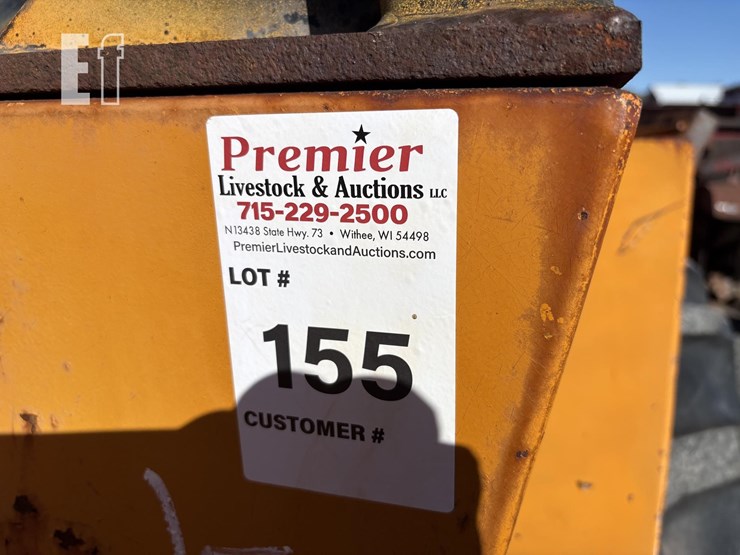 Ef
Premier
Livestock & Auctions LLC
715-229-2500
N13438 State Hwy. 73 • Withee, WI 54498
PremierLivestockandAuctions.com
LOT #
155
CUSTOMER #